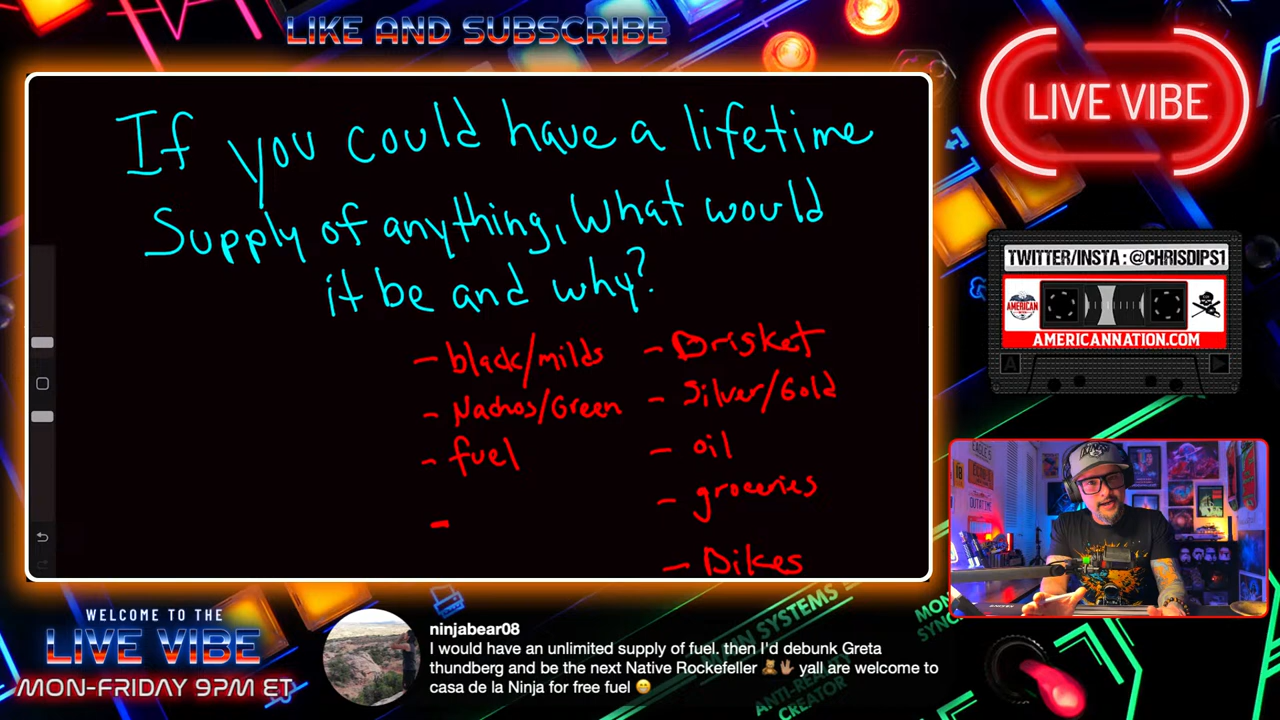 LIKE AND SUBSCRIBE
LIVE VIBE
If you could have a lifetime
Supply of anything, What would
it be and why?
- black/milds
- Nachos/Green
- fuel
-
- Brisket
- Silver/Gold
- oil
- groceries
- Bikes
TWITTER/INSTA : @CHRISDIPS1
AMERICAN
AMERICANNATION.COM
A
WELCOME TO THE
LIVE VIBE
MON-FRIDAY 9PM ET
ninjabear08
I would have an unlimited supply of fuel. then I'd debunk Greta
thundberg and be the next Native Rockefeller 🧸🤟🏽 yall are welcome to
casa de la Ninja for free fuel 😁
SYSTEMS
CREATOR